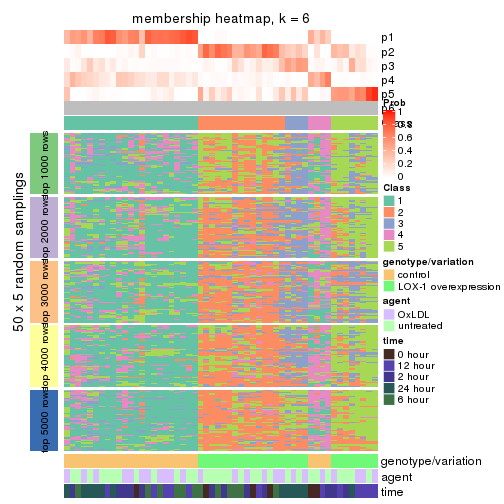 membership heatmap, k = 6
p1
p2
p3
p4
p5
p6
Prob
1
0.8
0.6
0.4
0.2
0
Class
1
2
3
4
5
genotype/variation
control
LOX-1 overexpression
agent
OxLDL
untreated
time
0 hour
12 hour
2 hour
24 hour
6 hour
50 x 5 random samplings
top 1000 rows
top 2000 rows
top 3000 rows
top 4000 rows
top 5000 rows
genotype/variation
agent
time